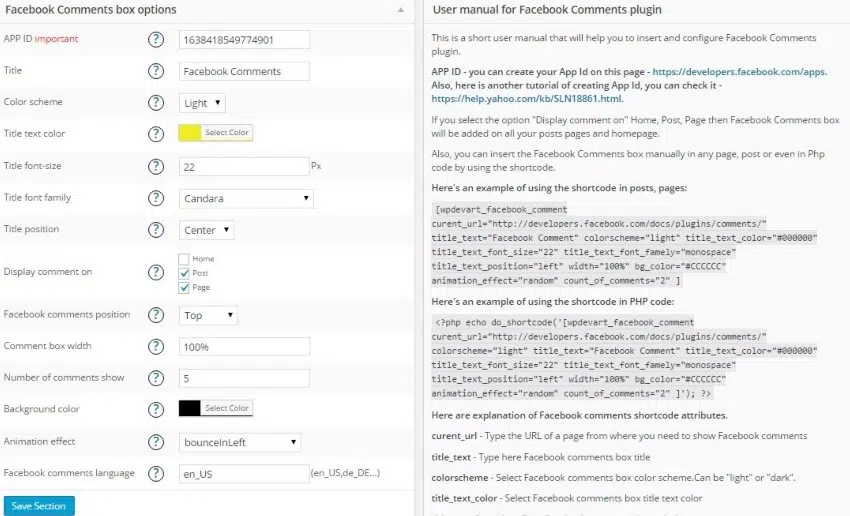 Facebook Comments box options
APP ID important
?
1638418549774901
Title
?
Facebook Comments
Color scheme
?
Light
Title text color
?
Select Color
Title font-size
?
22
Px
Title font family
?
Candara
Title position
?
Center
Display comment on
?
Home
Post
Page
Facebook comments position
?
Top
Comment box width
?
100%
Number of comments show
?
5
Background color
?
Select Color
Animation effect
?
bounceInLeft
Facebook comments language
?
en_US
(en_US,de_DE...)
Save Section
User manual for Facebook Comments plugin
This is a short user manual that will help you to insert and configure Facebook Comments
plugin.
APP ID - you can create your App Id on this page - https://developers.facebook.com/apps.
Also, here is another tutorial of creating App Id, you can check it -
https://help.yahoo.com/kb/SLN18861.html.
If you select the option "Display comment on" Home, Post, Page then Facebook Comments box
will be added on all your posts pages and homepage.
Also, you can insert the Facebook Comments box manually in any page, post or even in Php
code by using the shortcode.
Here's an example of using the shortcode in posts, pages:
[wpdevart_facebook_comment
curent_url="http://developers.facebook.com/docs/plugins/comments/"
title_text="Facebook Comment" colorscheme="light" title_text_color="#000000"
title_text_font_size="22" title_text_font_famely="monospace"
title_text_position="left" width="100%" bg_color="#CCCCCC"
animation_effect="random" count_of_comments="2" ]
Here's an example of using the shortcode in PHP code:
<?php echo do_shortcode('[wpdevart_facebook_comment
curent_url="http://developers.facebook.com/docs/plugins/comments/"
colorscheme="light" title_text="Facebook Comment" title_text_color="#000000"
title_text_font_size="22" title_text_font_famely="monospace"
title_text_position="left" width="100%" bg_color="#CCCCCC"
animation_effect="random" count_of_comments="2" ]'); ?>
Here are explanation of Facebook comments shortcode attributes.
curent_url - Type the URL of a page from where you need to show Facebook comments
title_text - Type here Facebook comments box title
colorscheme - Select Facebook comments box color scheme.Can be "light" or "dark".
title_text_color - Select Facebook comments box title text color